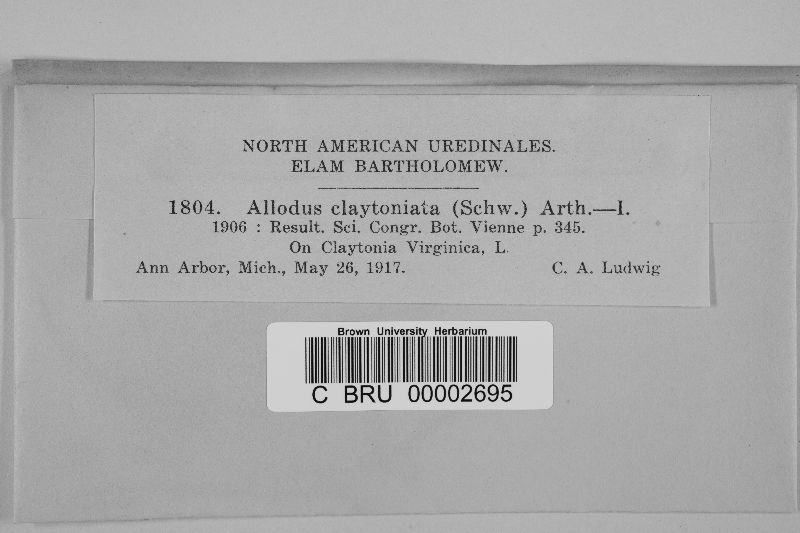 NORTH AMERICAN UREDINALES.
ELAM BARTHOLOMEW.
1804. Allodus claytoniata (Schw.) Arth.—I.
1906 : Result. Sci. Congr. Bot. Vienne p. 345.
On Claytonia Virginica, L.
Ann Arbor, Mich., May 26, 1917. C. A. Ludwig
Brown University Herbarium
C BRU 00002695